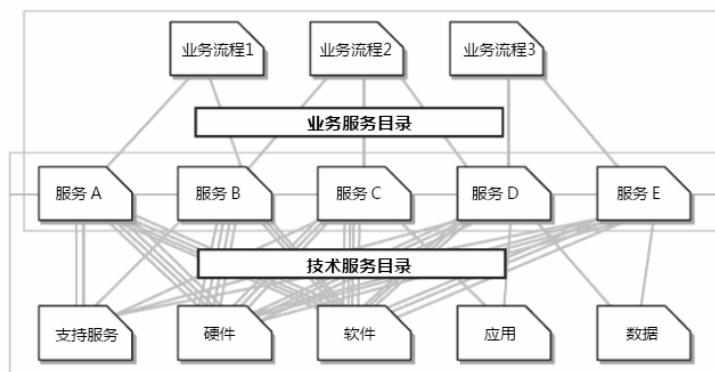 业务流程1
业务流程2
业务流程3
业务服务目录
服务 A
服务 B
服务 C
服务 D
服务 E
技术服务目录
支持服务
硬件
软件
应用
数据